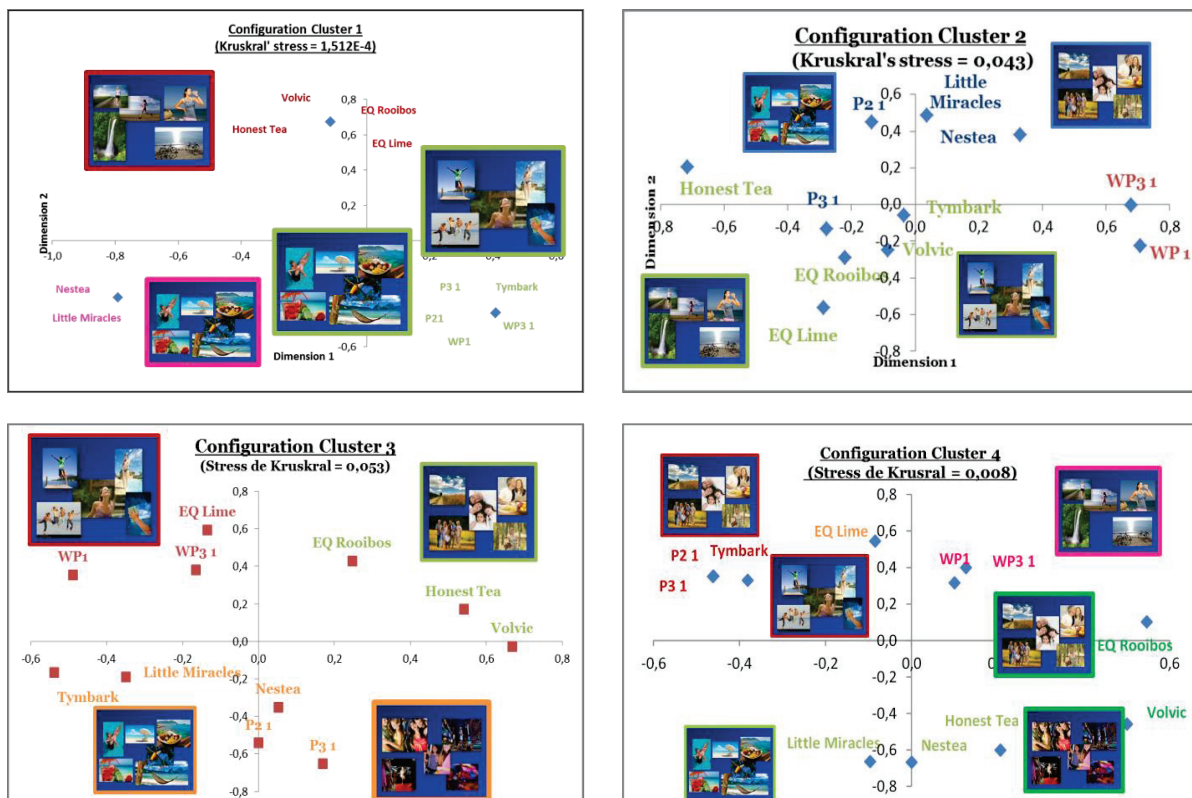 Configuration Cluster 1
(Kruskral' stress = 1,512E-4)
Volvic
0,8
EQ Rooibos
0,6
Honest Tea
EQ Lime
0,2
Dimension 2
-1,0
-0,8
-0,6
-0,4
Nestea
Little Miracles
P3 1
Tymbark
P21
WP3 1
WP1
-0,6
Dimension 1
Configuration Cluster 2
(Kruskral's stress = 0,043)
Little
Miracles
0,6
P2 1
0,4
Nestea
0,2
Honest Tea
Dimension 2
WP3 1
P3 1
0,0
Tymbark
-0,8
-0,6
-0,4
-0,2
0,0
0,2
0,4
0,6
0,8
-0,2
Volvic
WP 1
EQ Rooibos
-0,4
-0,6
EQ Lime
-0,8
Dimension 1
Configuration Cluster 3
(Stress de Kruskral = 0,053)
0,8
EQ Lime
0,6
WP1
WP3 1
EQ Rooibos
0,4
Honest Tea
0,2
Volvic
0,0
-0,6
-0,4
-0,2
0,0
0,2
0,4
0,6
0,8
Little Miracles
-0,2
Tymbark
Nestea
-0,4
P2 1
P3 1
-0,6
-0,8
Configuration Cluster 4
(Stress de Krusral = 0,008)
0,8
EQ Lime
0,6
P2 1
Tymbark
WP1
WP3 1
P3 1
0,4
0,2
0,0
EQ Rooibos
-0,6
-0,4
-0,2
0,0
0,6
-0,2
Honest Tea
Volvic
-0,4
Little Miracles
Nestea
-0,6
-0,8